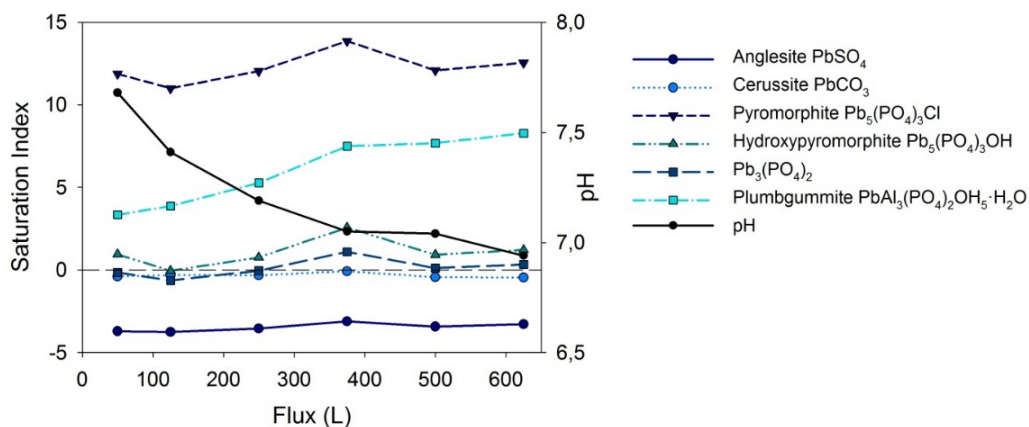 15
10
5
0
-5
Saturation Index
0 100 200 300 400 500 600
Flux (L)
8,0
7,5
7,0
6,5
pH
Anglesite PbSO₄
Cerussite PbCO₃
Pyromorphite Pb₅(PO₄)₃Cl
Hydroxypyromorphite Pb₅(PO₄)₃OH
Pb₃(PO₄)₂
Plumbgummite PbAl₃(PO₄)₂OH₅·H₂O
pH